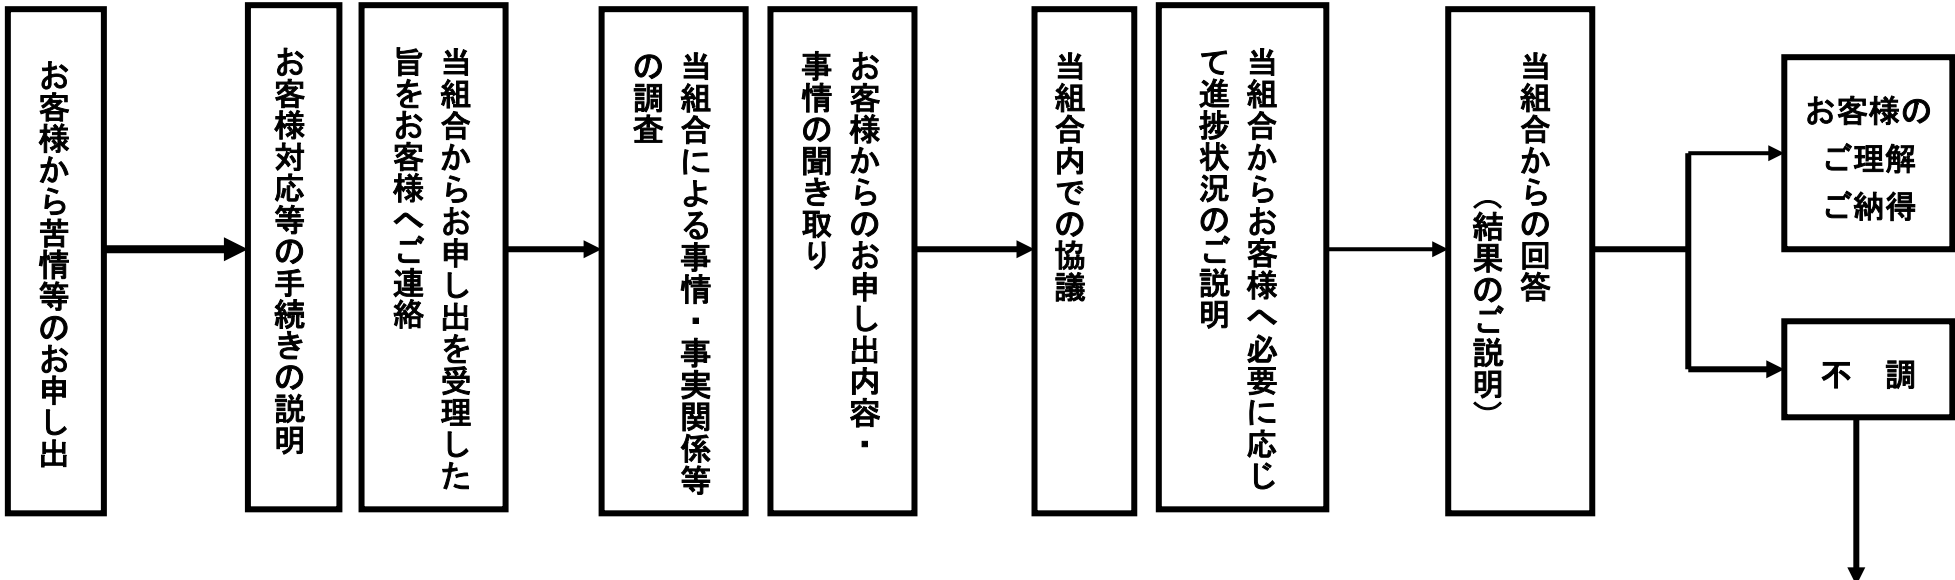 お客様から苦情等のお申し出
お客様対応等の手続きの説明
当組合からお申し出を受理した
旨をお客様へご連絡
当組合による事情・事実関係等
の調査
お客様からのお申し出内容・
事情の聞き取り
当組合内での協議
当組合からお客様へ必要に応じ
て進捗状況のご説明
当組合からの回答
（結果のご説明）
お客様の
ご理解
ご納得
不　調